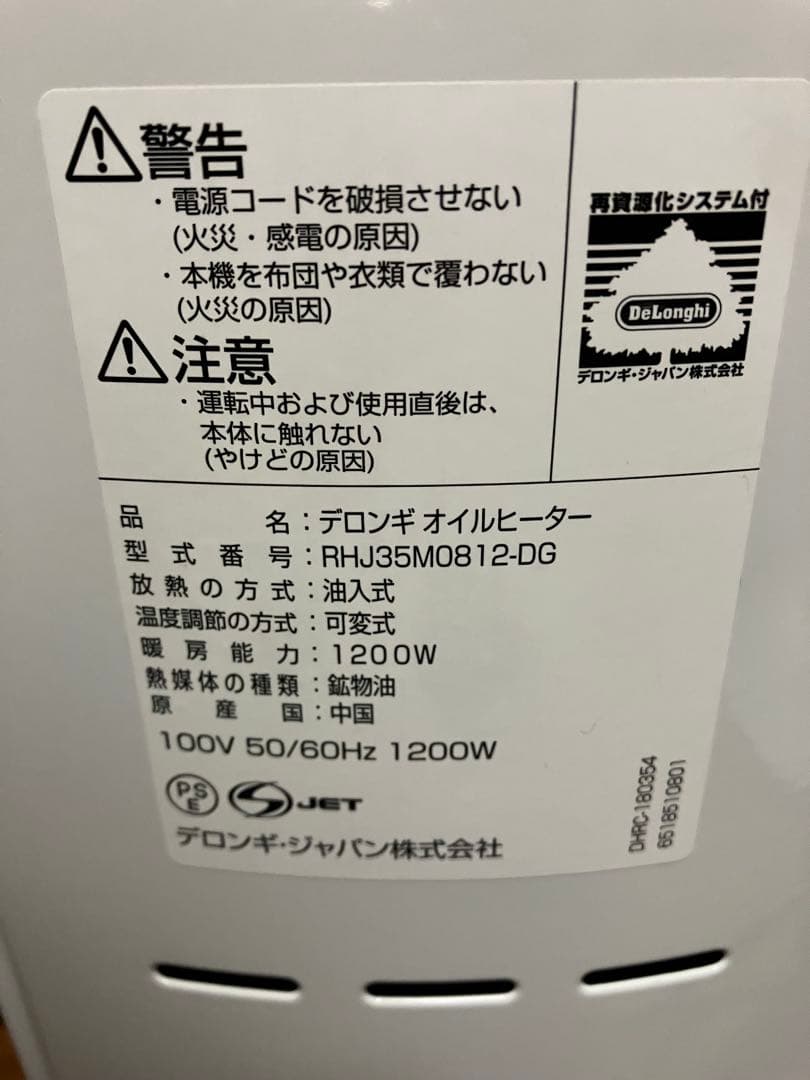 警告
・電源コードを破損させない
(火災・感電の原因)
・本機を布団や衣類で覆わない
(火災の原因)
注意
・運転中および使用直後は、
本体に触れない
(やけどの原因)
再資源化システム付
DeLonghi
デロンギ・ジャパン株式会社
品名：デロンギ オイルヒーター
型式番号：RHJ35M0812-DG
放熱の方式：油入式
温度調節の方式：可変式
暖房能力：1200W
熱媒体の種類：鉱物油
原産国：中国
100V 50/60Hz 1200W
PSE JET
デロンギ・ジャパン株式会社
DHRC-180354
6518510801